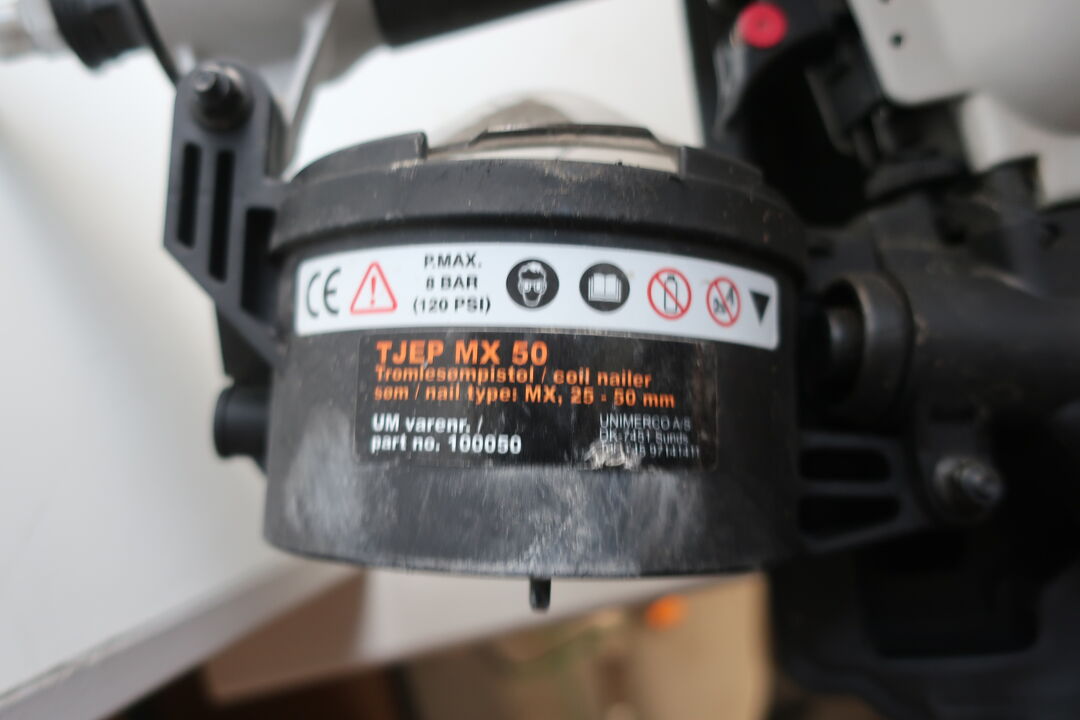 CE
P.MAX.
8 BAR
(120 PSI)
TJEP MX 50
Tromlesømpistol / coil nailer
søm / nail type: MX, 25 - 50 mm
UM varenr. /
part no. 100050
UNIMERCO A/S
DK-7451 Sunds